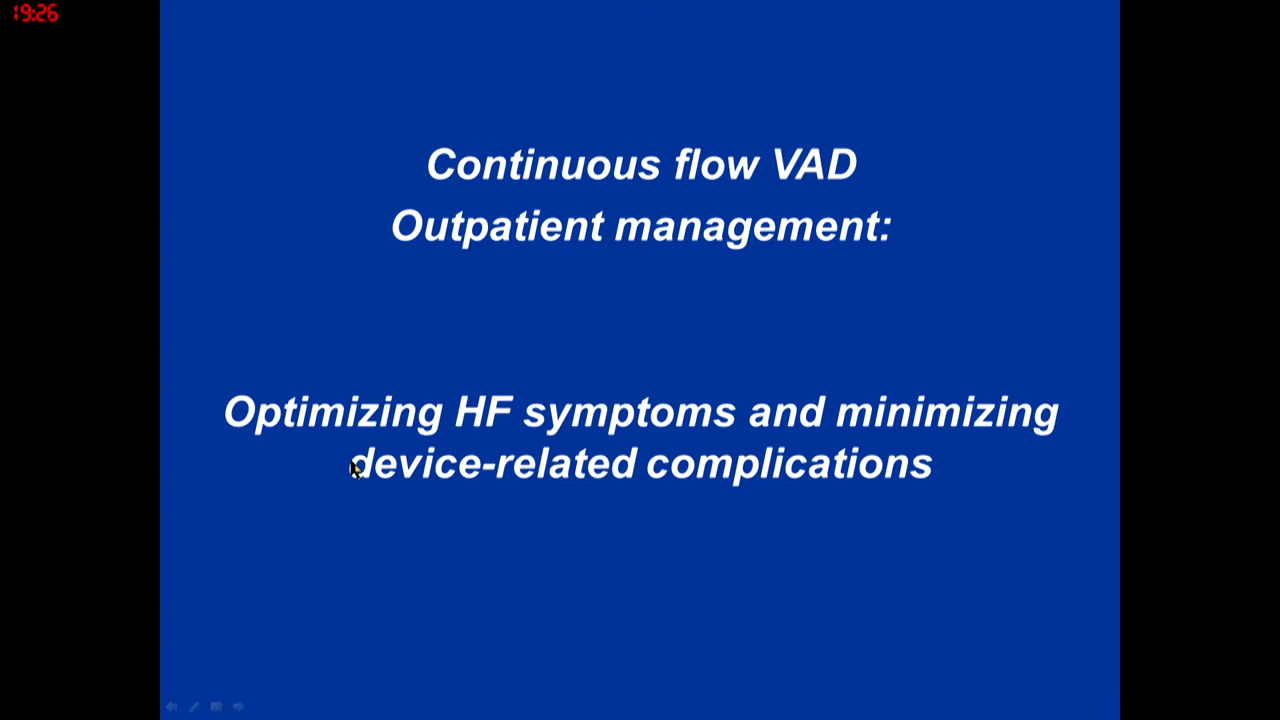 19:26
Continuous flow VAD
Outpatient management:
Optimizing HF symptoms and minimizing
device-related complications